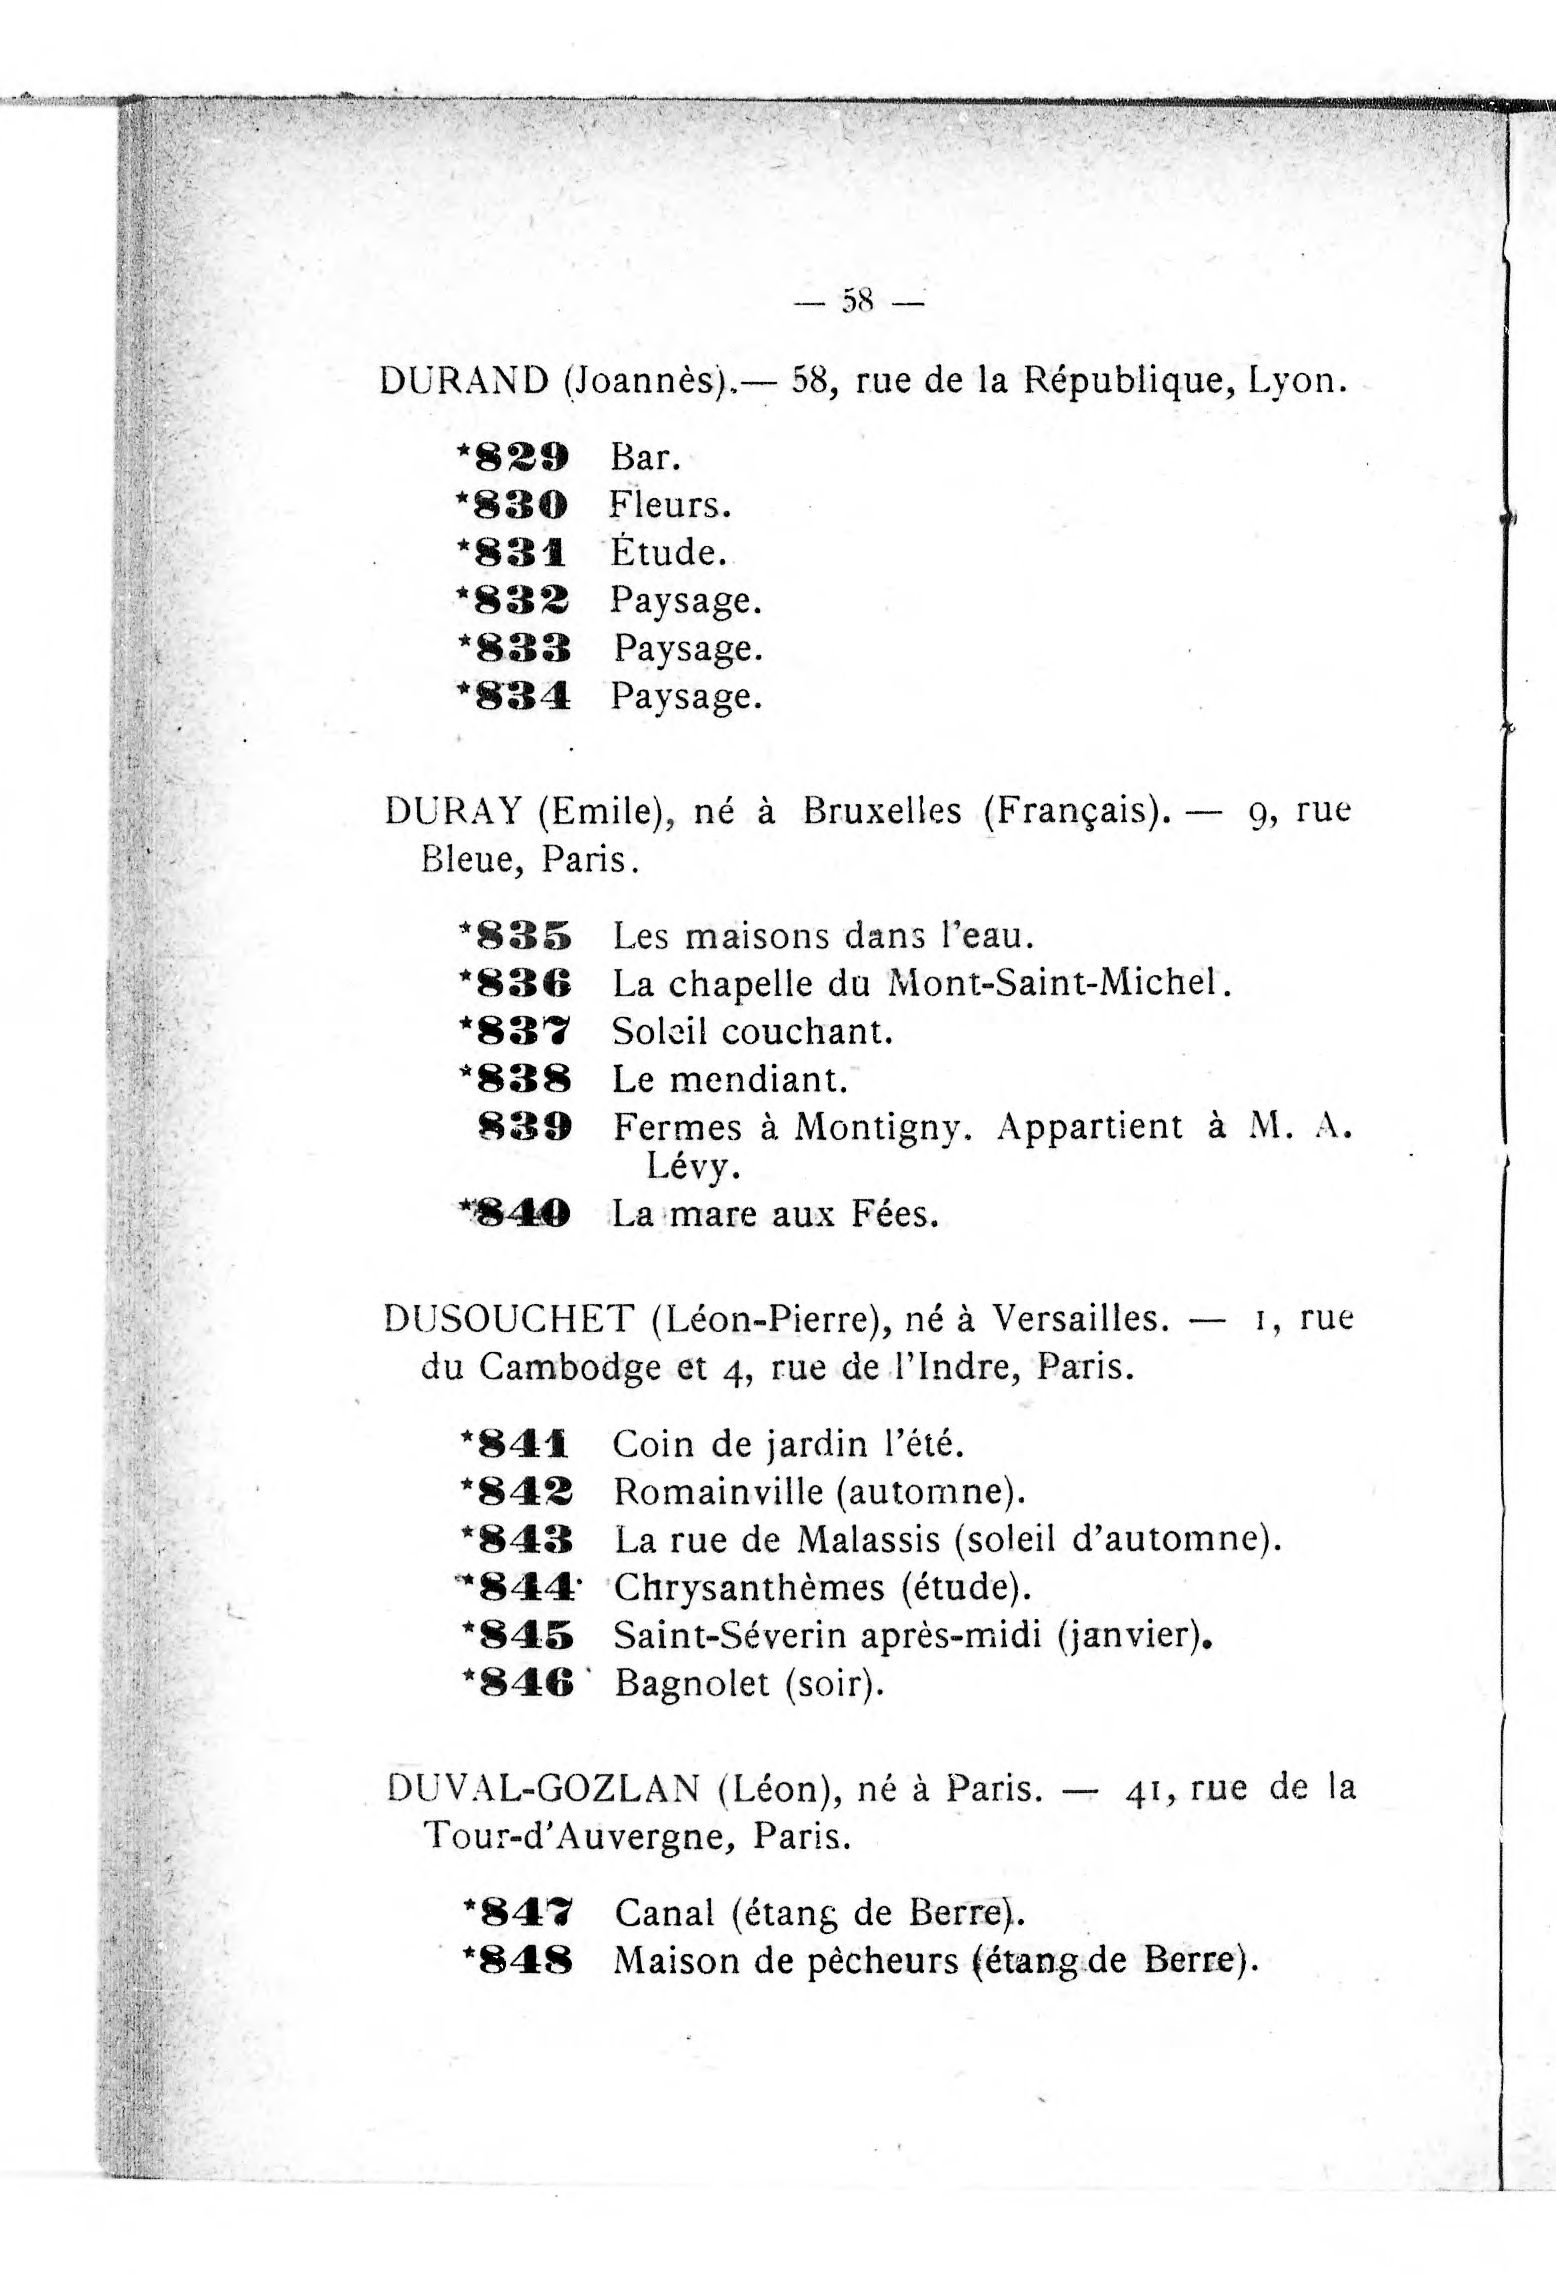 — 58 —
DURAND (Joannès).— 58, rue de la République, Lyon.
*829 Bar.
*830 Fleurs.
*831 Étude.
*832 Paysage.
*833 Paysage.
*834 Paysage.
DURAY (Emile), né à Bruxelles (Français). — 9, rue
Bleue, Paris.
*835 Les maisons dans l'eau.
*836 La chapelle du Mont-Saint-Michel.
*837 Soleil couchant.
*838 Le mendiant.
839 Fermes à Montigny. Appartient à M. A.
Lévy.
*840 La mare aux Fées.
DUSOUCHET (Léon-Pierre), né à Versailles. — 1, rue
du Cambodge et 4, rue de l'Indre, Paris.
*841 Coin de jardin l'été.
*842 Romainville (automne).
*843 La rue de Malassis (soleil d'automne).
*844 Chrysanthèmes (étude).
*845 Saint-Séverin après-midi (janvier).
*846 Bagnolet (soir).
DUVAL-GOZLAN (Léon), né à Paris. — 41, rue de la
Tour-d'Auvergne, Paris.
*847 Canal (étang de Berre).
*848 Maison de pêcheurs (étang de Berre).